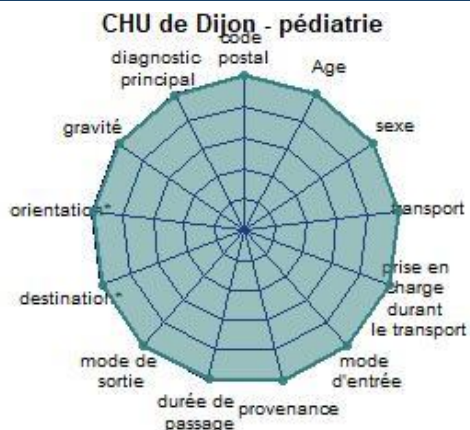 CHU de Dijon - pédiatrie
code
postal
Age
sexe
transport
prise en
charge
durant
le transport
mode
d'entrée
provenance
durée de
passage
mode de
sortie
destination*
orientation*
gravité
diagnostic
principal